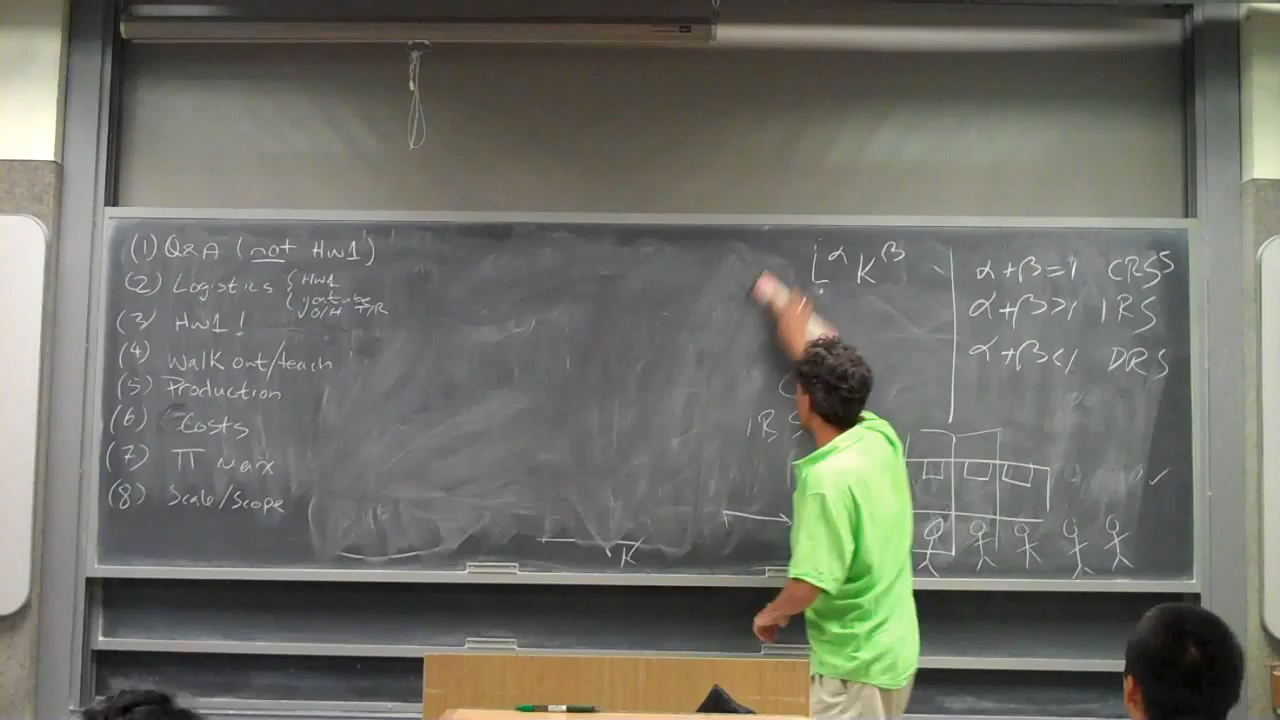 (1) Q&A (not HW1)
(2) Logistics { HW1
{ youtube
O/H T/R
(3) HW1!
(4) Walk out/teach
(5) Production
(6) Costs
(7) Π Max
(8) Scale/Scope
K
L^α K^β
IRS
α+β=1 CRS
α+β>1 IRS
α+β<1 DRS